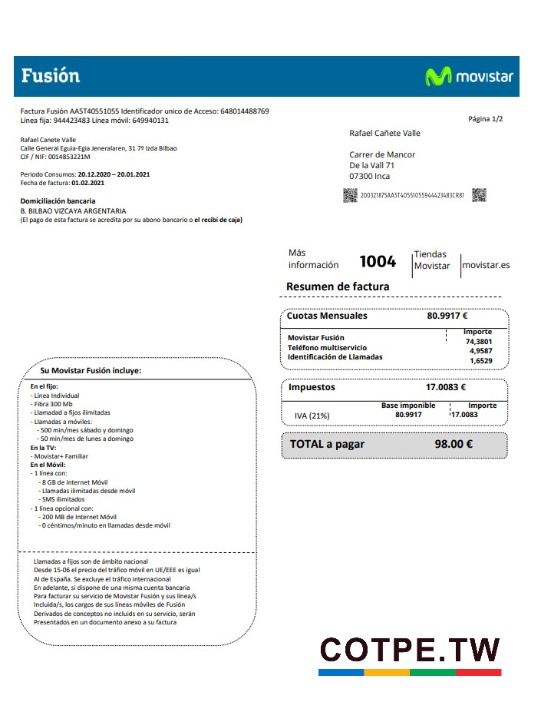 Fusión
movistar
Factura Fusión AA5T40551055 Identificador unico de Acceso: 648014488769
Línea fija: 944423483 Línea móvil: 649940131
Página 1/2
Rafael Canete Valle
Calle General Eguia-Egia Jeneralaren, 31 7º Izda Bilbao
CIF / NIF: 0014853221M
Rafael Cañete Valle
Carrer de Mancor
De la Vall 71
07300 Inca
Periodo Consumos: 20.12.2020 – 20.01.2021
Fecha de factura: 01.02.2021
200321875AA5T40551055944423483CR81
Domiciliación bancaria
B. BILBAO VIZCAYA ARGENTARIA
(El pago de esta factura se acredita por su abono bancario o el recibí de caja)
Más información
1004
Tiendas Movistar
movistar.es
Resumen de factura
Cuotas Mensuales 80.9917 €
Importe
Movistar Fusión 74,3801
Teléfono multiservicio 4,9587
Identificación de Llamadas 1,6529
Impuestos 17.0083 €
Base imponible Importe
IVA (21%) 80.9917 17.0083
TOTAL a pagar 98.00 €
Su Movistar Fusión incluye:
En el fijo:
- Línea Individual
- Fibra 300 Mb
- Llamadad a fijos ilimitadas
- Llamadas a móviles:
- 500 min/mes sábado y domingo
- 50 min/mes de lunes a domingo
En la TV:
- Movistar+ Familiar
En el Móvil:
- 1 línea con:
- 8 GB de Internet Móvil
- Llamadas ilimitadas desde móvil
- SMS ilimitados
- 1 línea opcional con:
- 200 MB de Internet Móvil
- 0 céntimos/minuto en llamadas desde móvil
Llamadas a fijos son de ámbito nacional
Desde 15-06 el precio del tráfico móvil en UE/EEE es igual
Al de España. Se excluye el tráfico internacional
En adelante, si dispone de una misma cuenta bancaria
Para facturar su servicio de Movistar Fusión y sus línea/s
Incluida/s, los cargos de sus líneas móviles de Fusión
Derivados de conceptos no incluids en su servicio, serán
Presentados en un documento anexo a su factura
COTPE.TW